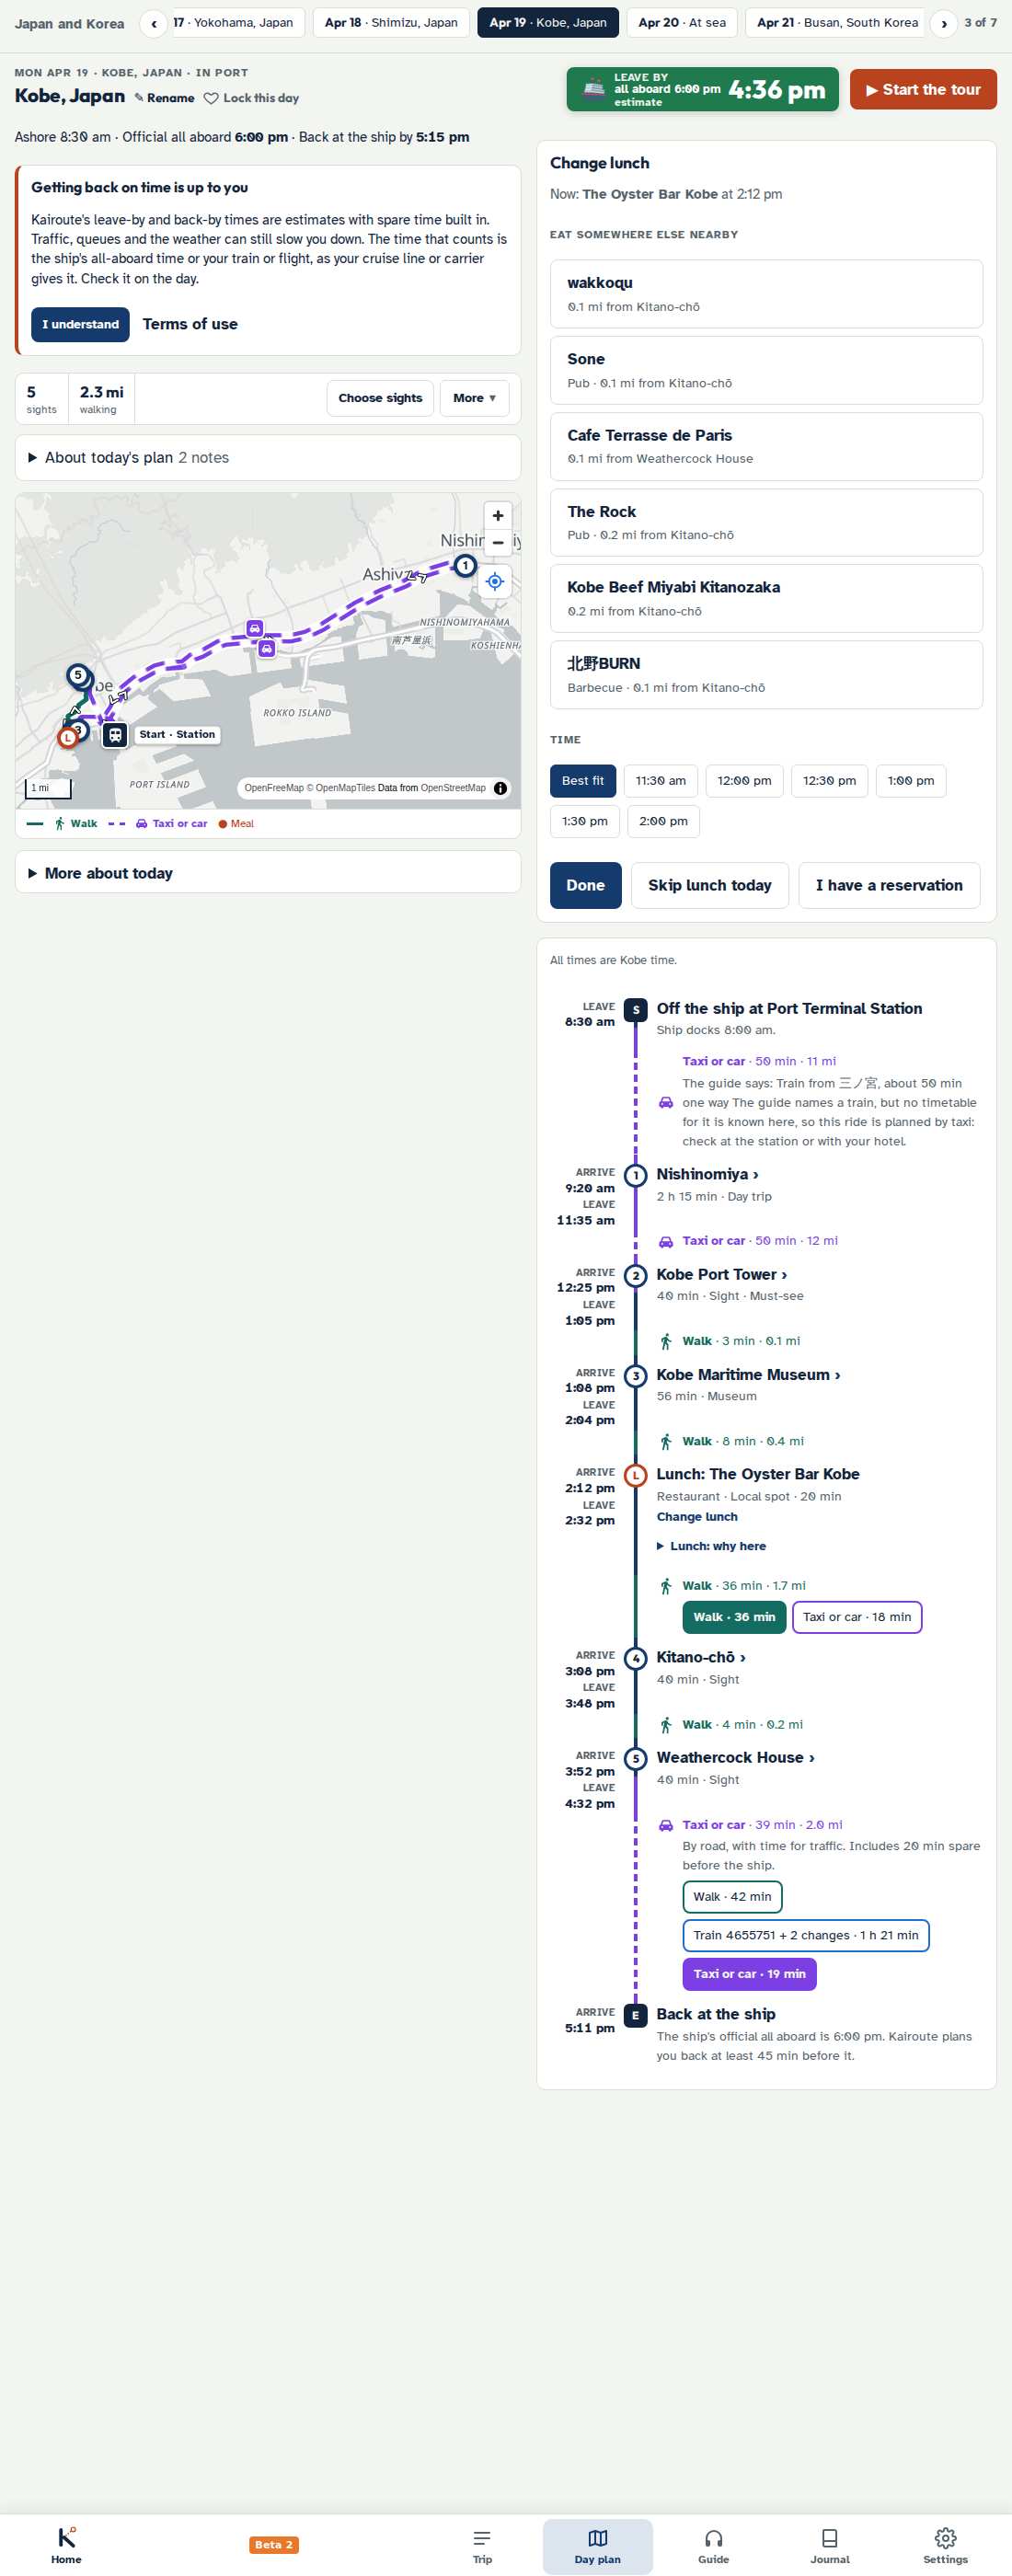 Japan and Korea
17 · Yokohama, Japan
Apr 18 · Shimizu, Japan
Apr 19 · Kobe, Japan
Apr 20 · At sea
Apr 21 · Busan, South Korea
3 of 7
MON APR 19 · KOBE, JAPAN · IN PORT
Kobe, Japan
Rename
Lock this day
LEAVE BY
all aboard 6:00 pm
estimate
4:36 pm
Start the tour
Ashore 8:30 am · Official all aboard 6:00 pm · Back at the ship by 5:15 pm
Getting back on time is up to you
Kairoute's leave-by and back-by times are estimates with spare time built in.
Traffic, queues and the weather can still slow you down. The time that counts is
the ship's all-aboard time or your train or flight, as your cruise line or carrier
gives it. Check it on the day.
I understand
Terms of use
5
sights
2.3 mi
walking
Choose sights
More
About today's plan 2 notes
Ashiya
1
NISHINOMIYAHAMA
南芦屋浜
5
be
3
L
ROKKO ISLAND
Start · Station
PORT ISLAND
1 mi
OpenFreeMap © OpenMapTiles Data from OpenStreetMap
Walk
Taxi or car
Meal
More about today
Change lunch
Now: The Oyster Bar Kobe at 2:12 pm
EAT SOMEWHERE ELSE NEARBY
wakkoqu
0.1 mi from Kitano-chō
Sone
Pub · 0.1 mi from Kitano-chō
Cafe Terrasse de Paris
0.1 mi from Weathercock House
The Rock
Pub · 0.2 mi from Kitano-chō
Kobe Beef Miyabi Kitanozaka
0.2 mi from Kitano-chō
北野BURN
Barbecue · 0.1 mi from Kitano-chō
TIME
Best fit
11:30 am
12:00 pm
12:30 pm
1:00 pm
1:30 pm
2:00 pm
Done
Skip lunch today
I have a reservation
All times are Kobe time.
LEAVE
8:30 am
S
Off the ship at Port Terminal Station
Ship docks 8:00 am.
Taxi or car · 50 min · 11 mi
The guide says: Train from 三ノ宮, about 50 min
one way The guide names a train, but no timetable
for it is known here, so this ride is planned by taxi:
check at the station or with your hotel.
ARRIVE
9:20 am
LEAVE
11:35 am
1
Nishinomiya ›
2 h 15 min · Day trip
Taxi or car · 50 min · 12 mi
ARRIVE
12:25 pm
LEAVE
1:05 pm
2
Kobe Port Tower ›
40 min · Sight · Must-see
Walk · 3 min · 0.1 mi
ARRIVE
1:08 pm
LEAVE
2:04 pm
3
Kobe Maritime Museum ›
56 min · Museum
Walk · 8 min · 0.4 mi
ARRIVE
2:12 pm
LEAVE
2:32 pm
L
Lunch: The Oyster Bar Kobe
Restaurant · Local spot · 20 min
Change lunch
Lunch: why here
Walk · 36 min · 1.7 mi
Walk · 36 min
Taxi or car · 18 min
ARRIVE
3:08 pm
LEAVE
3:48 pm
4
Kitano-chō ›
40 min · Sight
Walk · 4 min · 0.2 mi
ARRIVE
3:52 pm
LEAVE
4:32 pm
5
Weathercock House ›
40 min · Sight
Taxi or car · 39 min · 2.0 mi
By road, with time for traffic. Includes 20 min spare
before the ship.
Walk · 42 min
Train 4655751 + 2 changes · 1 h 21 min
Taxi or car · 19 min
ARRIVE
5:11 pm
E
Back at the ship
The ship's official all aboard is 6:00 pm. Kairoute plans
you back at least 45 min before it.
Home
Beta 2
Trip
Day plan
Guide
Journal
Settings